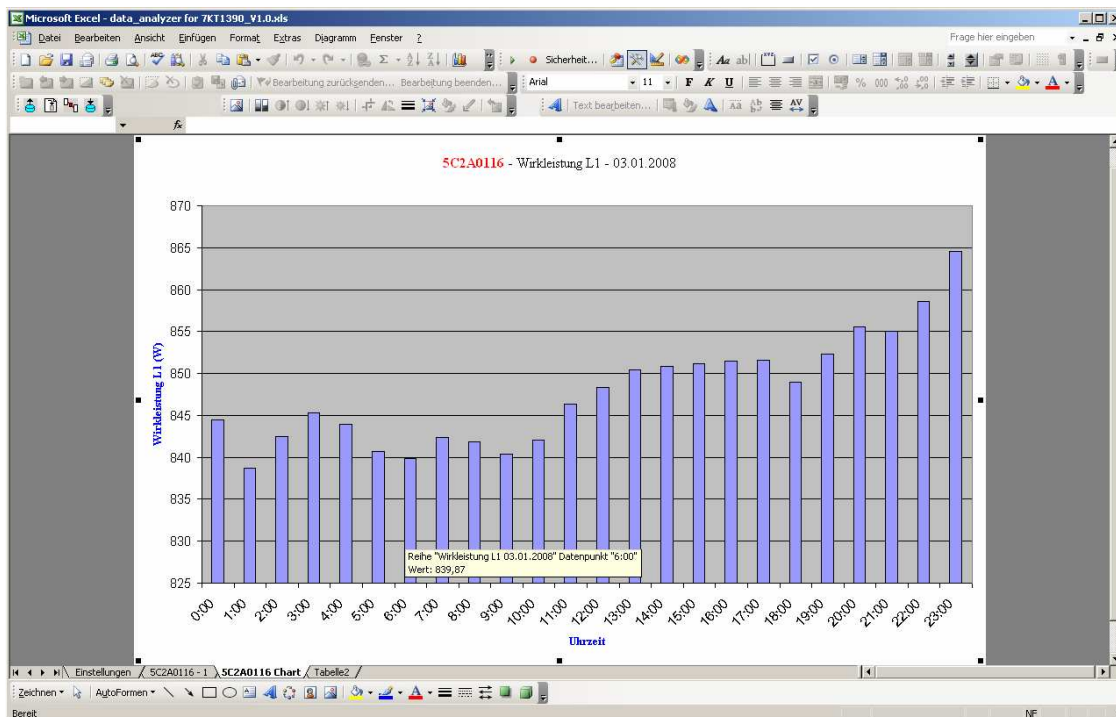 Microsoft Excel - data_analyzer for 7KT1390_V1.0.xls
Datei Bearbeiten Ansicht Einfügen Format Extras Diagramm Fenster ?
Frage hier eingeben
Sicherheit...
Bearbeitung zurücksenden... Bearbeitung beenden...
Arial 11 F K U
Text bearbeiten...
fx
5C2A0116 - Wirkleistung L1 - 03.01.2008
870
865
860
855
850
845
840
835
830
825
Wirkleistung L1 (W)
Reihe "Wirkleistung L1 03.01.2008" Datenpunkt "6:00"
Wert: 839,87
0:00 1:00 2:00 3:00 4:00 5:00 6:00 7:00 8:00 9:00 10:00 11:00 12:00 13:00 14:00 15:00 16:00 17:00 18:00 19:00 20:00 21:00 22:00 23:00
Uhrzeit
Einstellungen / 5C2A0116 - 1 \ 5C2A0116 Chart / Tabelle2 /
Zeichnen AutoFormen
Bereit
NF